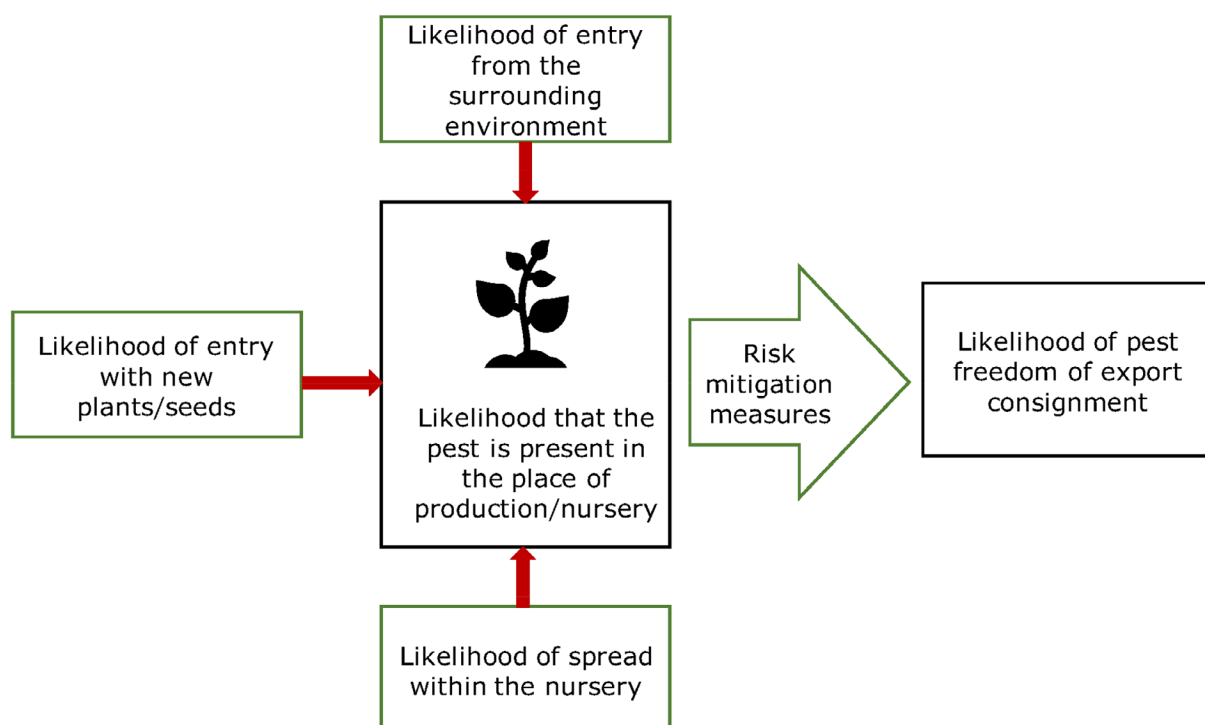 Likelihood of entry
from the
surrounding
environment
Likelihood of entry
with new
plants/seeds
Likelihood that the
pest is present in
the place of
production/nursery
Risk
mitigation
measures
Likelihood of pest
freedom of export
consignment
Likelihood of spread
within the nursery